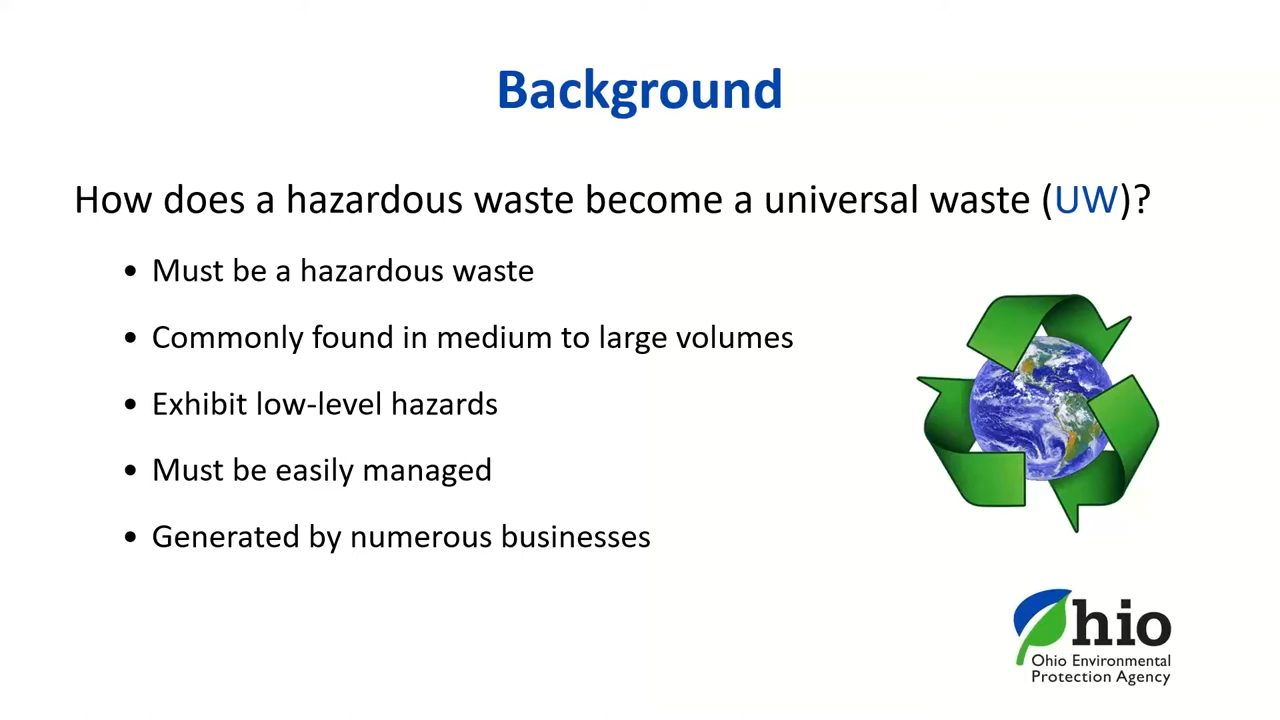 Background
How does a hazardous waste become a universal waste (UW)?
• Must be a hazardous waste
• Commonly found in medium to large volumes
• Exhibit low-level hazards
• Must be easily managed
• Generated by numerous businesses
Ohio
Ohio Environmental
Protection Agency